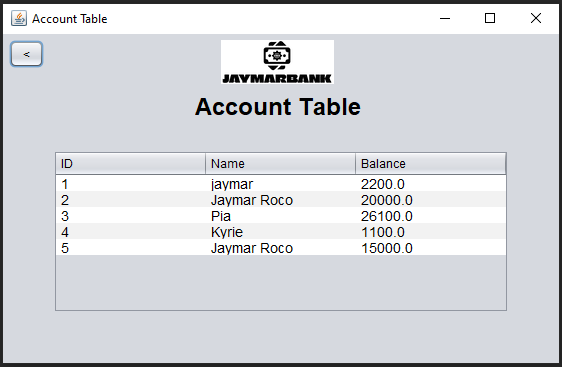 Account Table
<
JAYMARBANK
Account Table
ID Name Balance
1 jaymar 2200.0
2 Jaymar Roco 20000.0
3 Pia 26100.0
4 Kyrie 1100.0
5 Jaymar Roco 15000.0